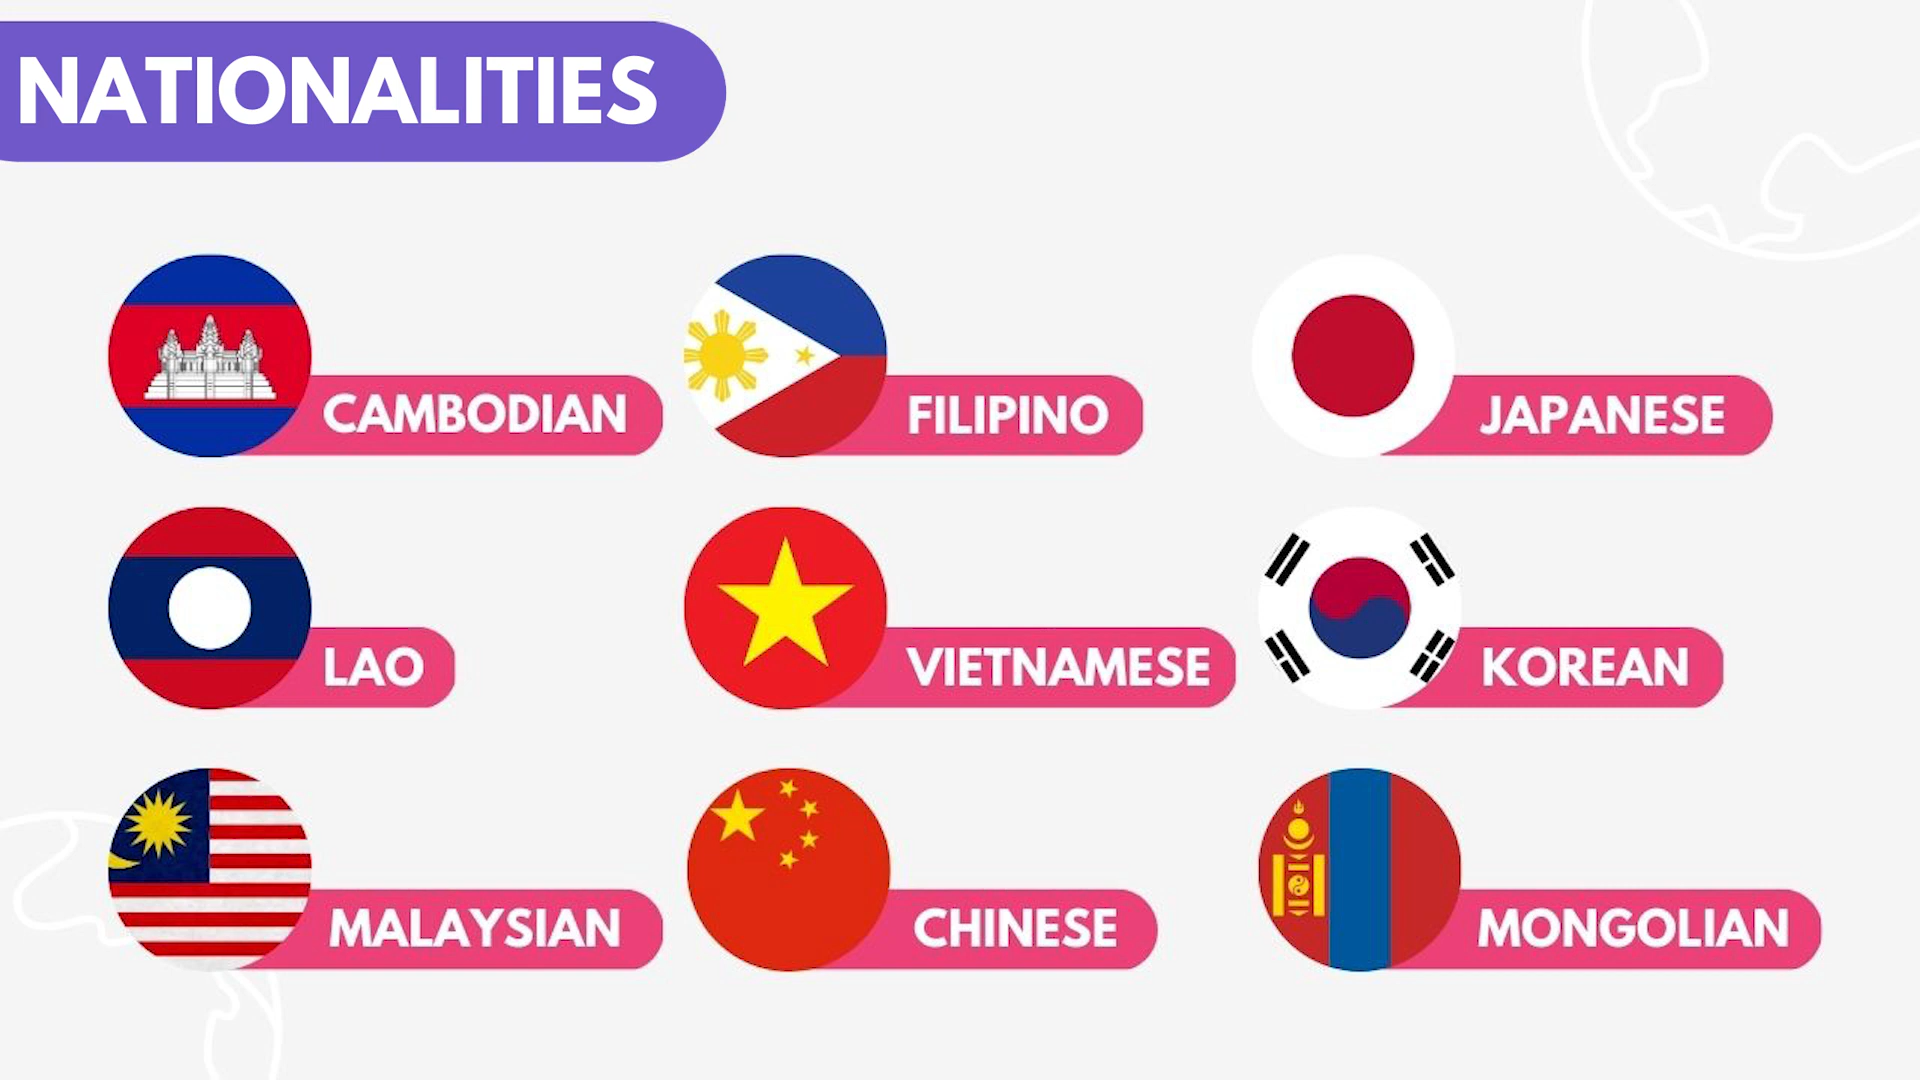 NATIONALITIES
CAMBODIAN
FILIPINO
JAPANESE
LAO
VIETNAMESE
KOREAN
MALAYSIAN
CHINESE
MONGOLIAN